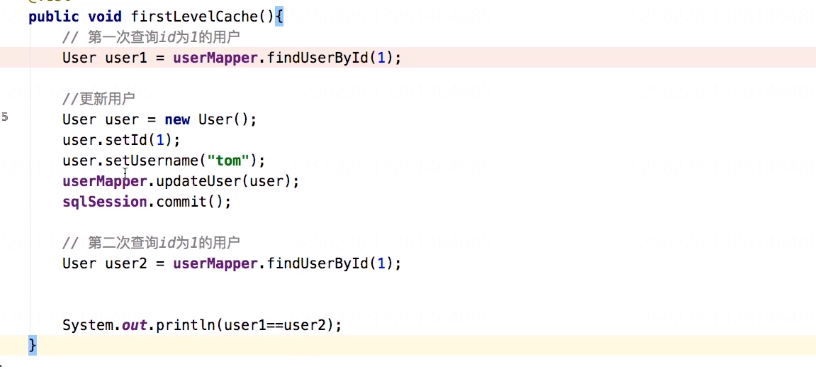 @Test
public void firstLevelCache(){
// 第一次查询id为1的用户
User user1 = userMapper.findUserById(1);
//更新用户
5
User user = new User();
user.setId(1);
user.setUsername("tom");
userMapper.updateUser(user);
sqlSession.commit();
// 第二次查询id为1的用户
User user2 = userMapper.findUserById(1);
System.out.println(user1==user2);
}